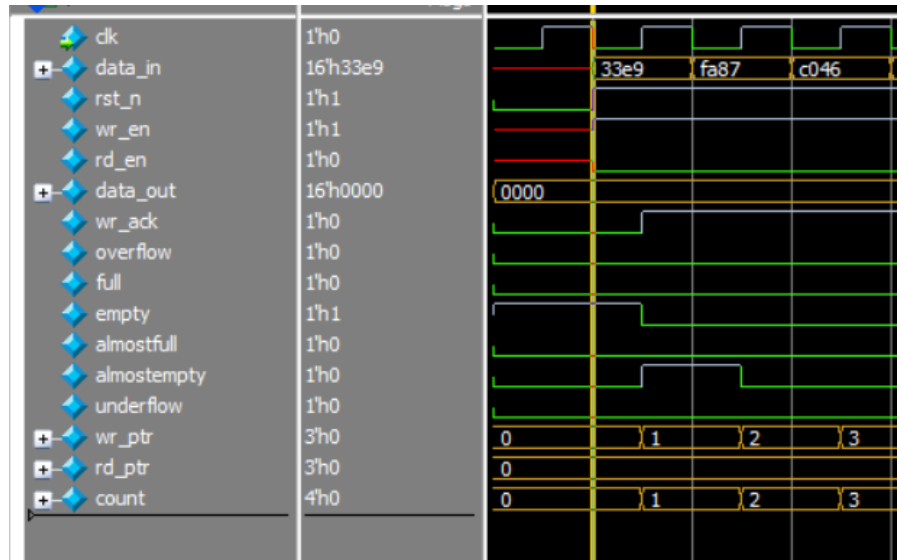 clk 1'h0
data_in 16'h33e9 33e9 fa87 c046
rst_n 1'h1
wr_en 1'h1
rd_en 1'h0
data_out 16'h0000 0000
wr_ack 1'h0
overflow 1'h0
full 1'h0
empty 1'h1
almostfull 1'h0
almostempty 1'h0
underflow 1'h0
wr_ptr 3'h0 0 1 2 3
rd_ptr 3'h0 0
count 4'h0 0 1 2 3